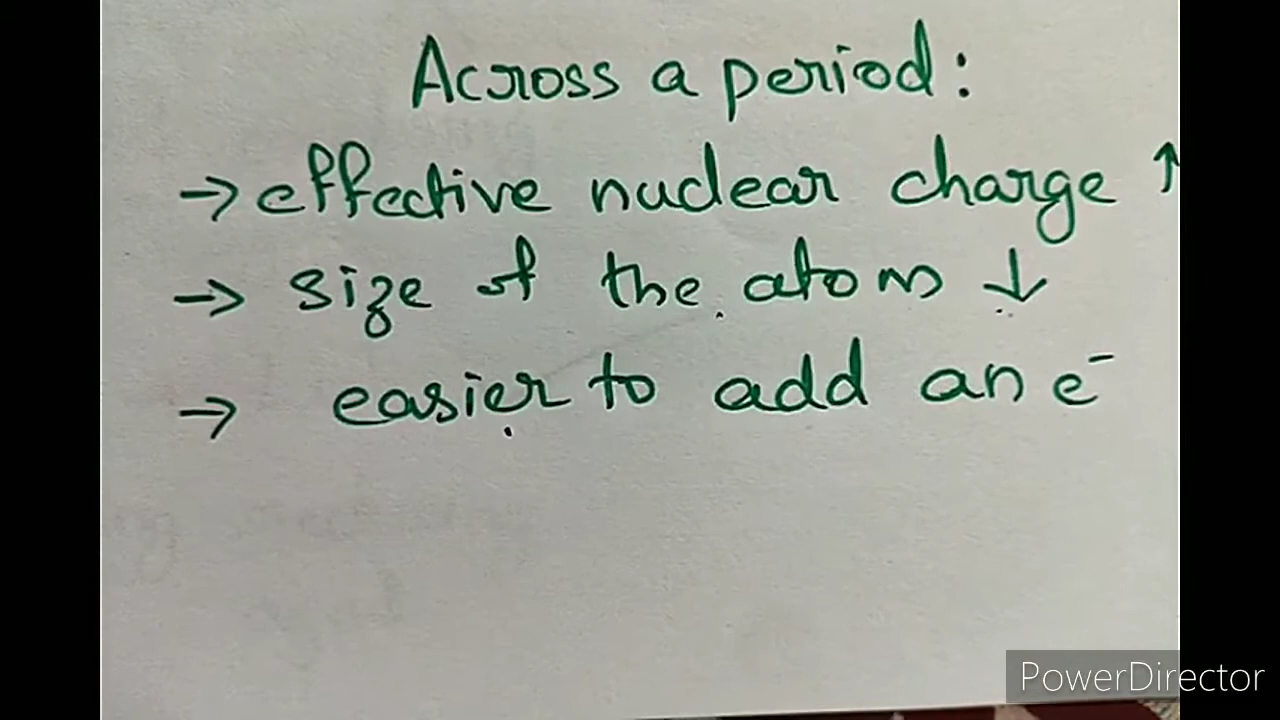 Across a period:
→ effective nuclear charge ↑
→ size of the atom ↓
→ easier to add an e⁻
PowerDirector